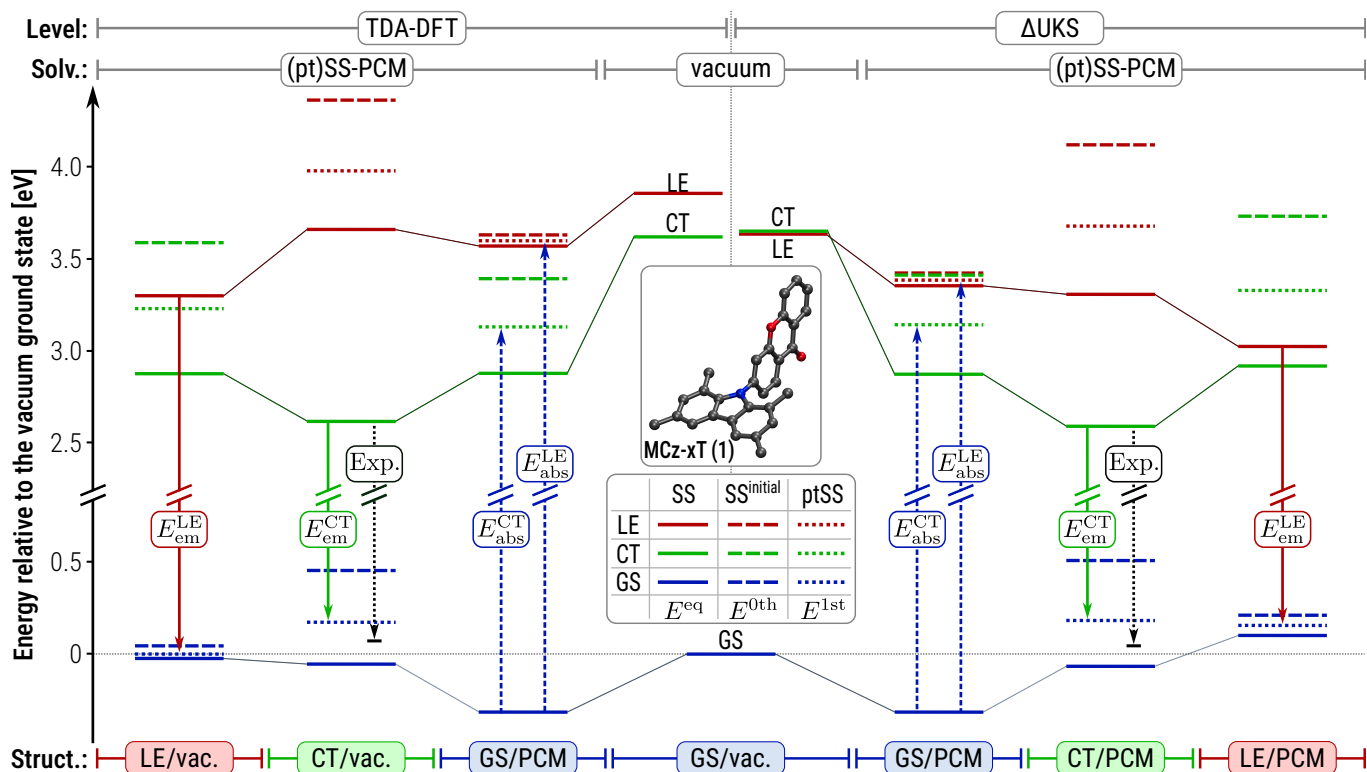 Level: TDA-DFT ΔUKS
Solv.: (pt)SS-PCM vacuum (pt)SS-PCM
Energy relative to the vacuum ground state [eV]
4.0
3.5
3.0
2.5
0.5
0
LE
CT
CT
LE
MCz-xT (1)
SS SS^initial ptSS
LE
CT
GS
E^eq E^0th E^1st
GS
Exp.
E_abs^LE
E_em^LE
E_em^CT
E_abs^CT
E_abs^LE
Exp.
E_abs^CT
E_em^CT
E_em^LE
Struct.: LE/vac. CT/vac. GS/PCM GS/vac. GS/PCM CT/PCM LE/PCM